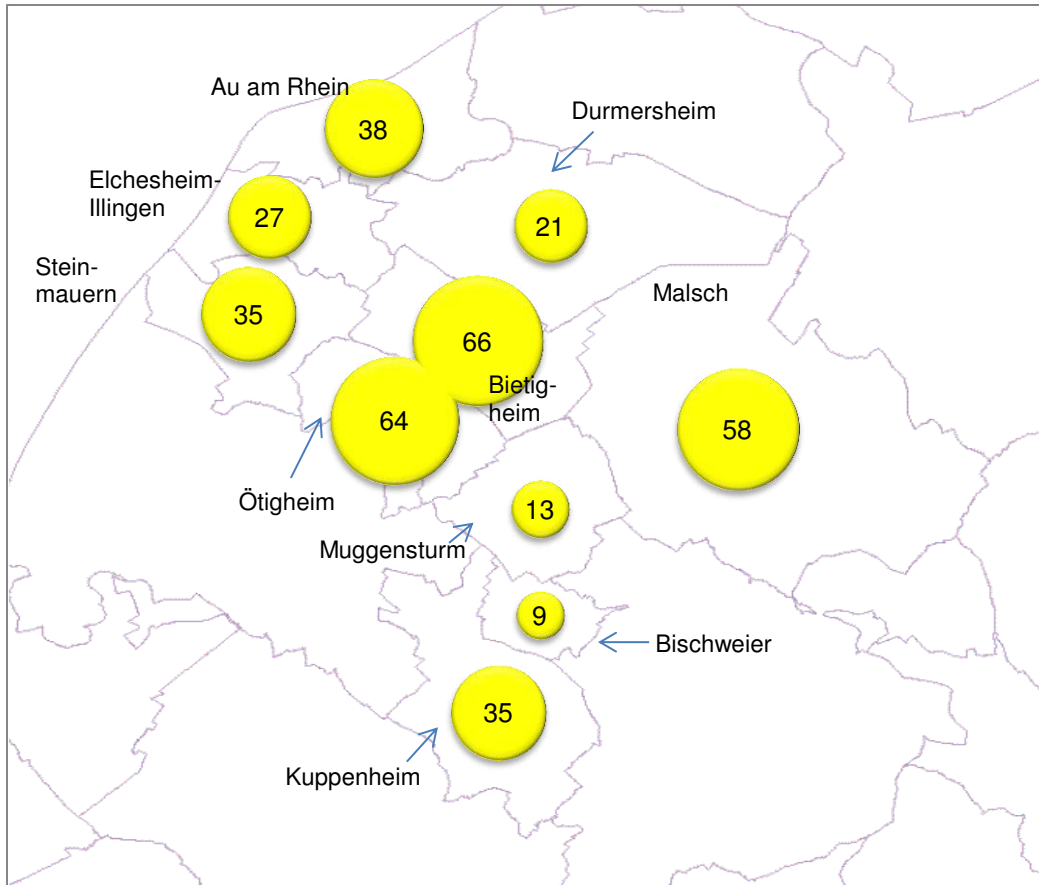 Au am Rhein
38
Durmersheim
Elchesheim-
Illingen
27
21
Stein-
mauern
35
Malsch
66
Bietig-
heim
64
58
Ötigheim
13
Muggensturm
9
Bischweier
35
Kuppenheim